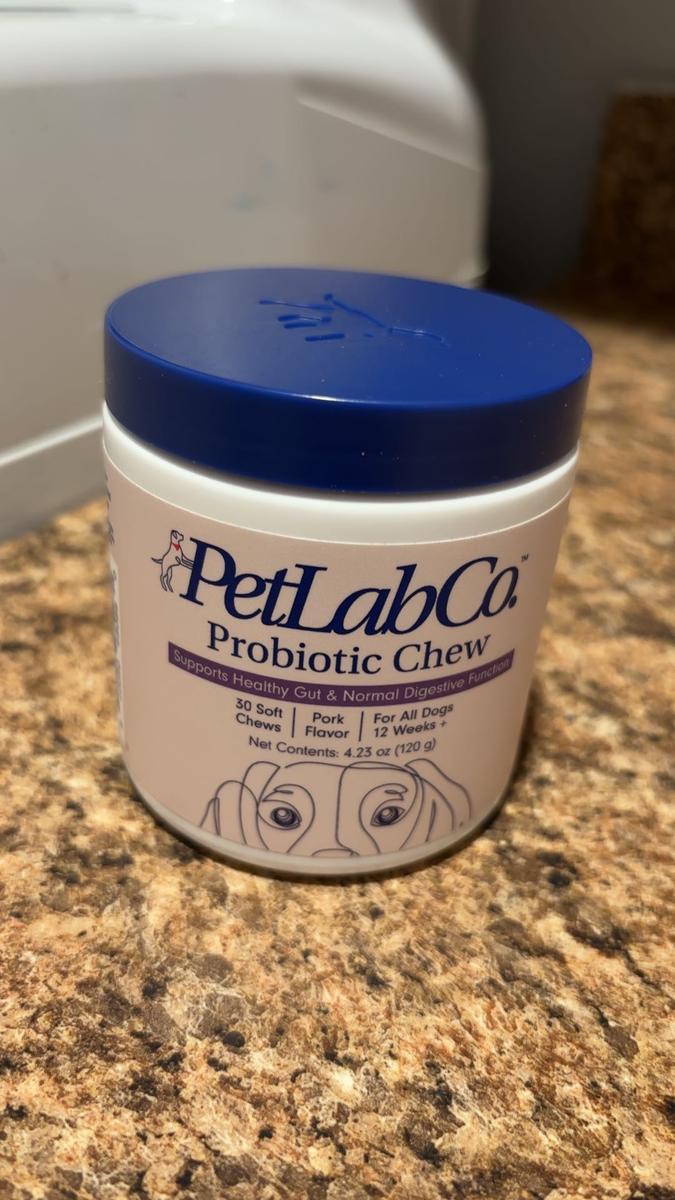 PetLabCo.™
Probiotic Chew
Supports Healthy Gut & Normal Digestive Function
30 Soft Chews | Pork Flavor | For All Dogs 12 Weeks +
Net Contents: 4.23 oz (120 g)